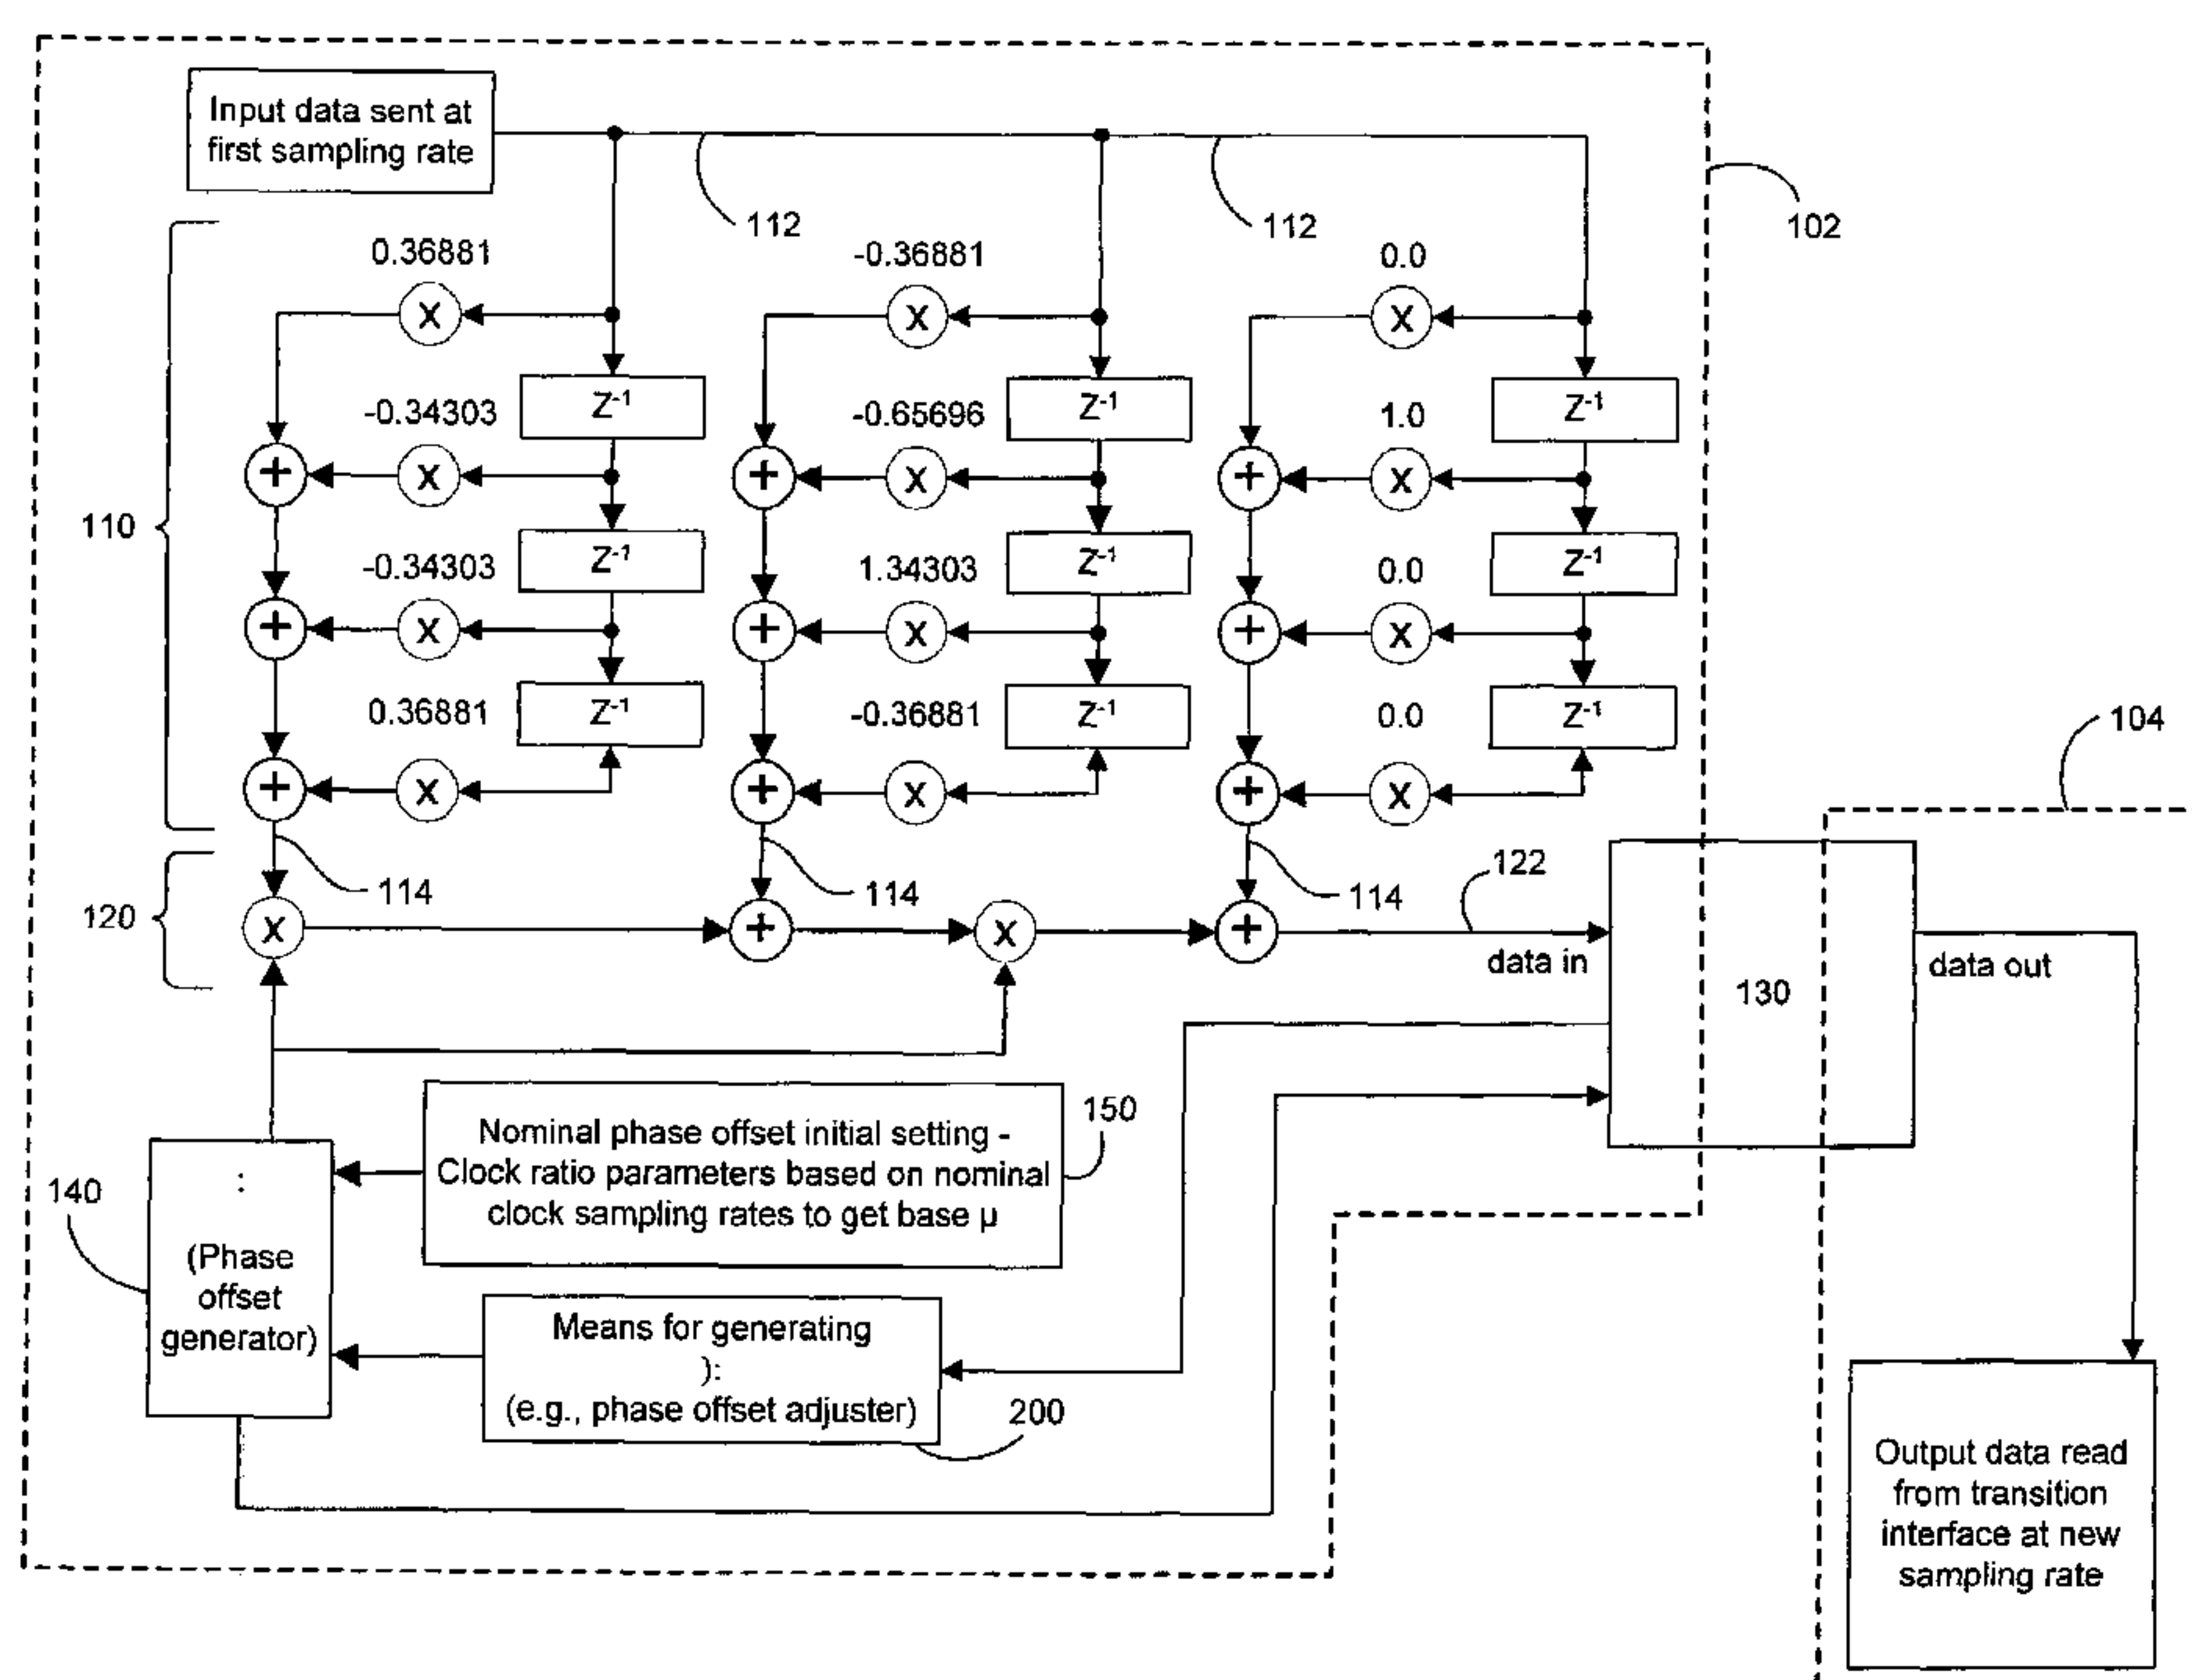 Input data sent at
first sampling rate
112
112
102
0.36881
-0.36881
0.0
X
X
X
Z-1
Z-1
Z-1
-0.34303
-0.65696
1.0
+
X
+
X
+
X
110
Z-1
Z-1
Z-1
-0.34303
1.34303
0.0
+
X
+
X
+
X
Z-1
Z-1
Z-1
0.36881
-0.36881
0.0
104
+
X
+
X
+
X
114
114
114
122
120
X
+
X
+
data in
130
data out
Nominal phase offset initial setting -
Clock ratio parameters based on nominal
clock sampling rates to get base μ
150
140
:
(Phase
offset
generator)
Means for generating
):
(e.g., phase offset adjuster)
200
Output data read
from transition
interface at new
sampling rate